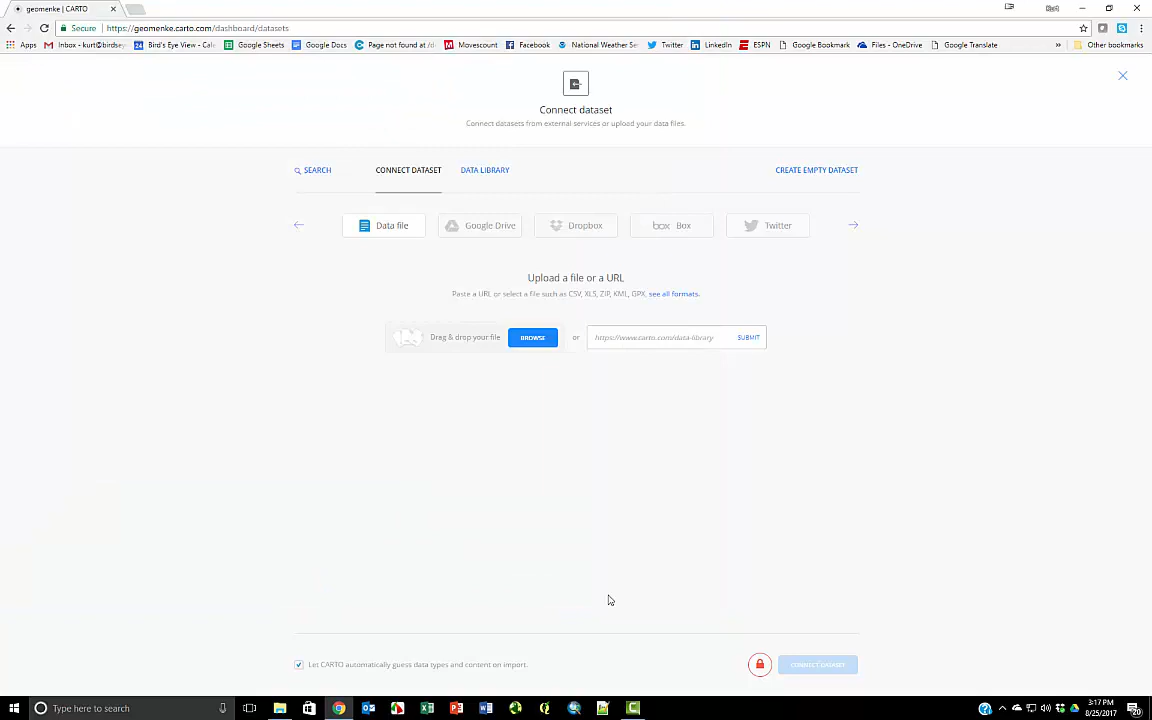 geomenke | CARTO
Secure https://geomenke.carto.com/dashboard/datasets
Apps Inbox - kurt@birdsey Bird's Eye View - Cale Google Sheets Google Docs Page not found at /d Movescount Facebook National Weather Ser Twitter LinkedIn ESPN Google Bookmark Files - OneDrive Google Translate » Other bookmarks
Connect dataset
Connect datasets from external services or upload your data files.
SEARCH CONNECT DATASET DATA LIBRARY CREATE EMPTY DATASET
Data file Google Drive Dropbox box Box Twitter
Upload a file or a URL
Paste a URL or select a file such as CSV, XLS, ZIP, KML, GPX, see all formats.
Drag & drop your file BROWSE or https://www.carto.com/data-library SUBMIT
Let CARTO automatically guess data types and content on import. CONNECT DATASET
Type here to search
3:17 PM
8/25/2017
20